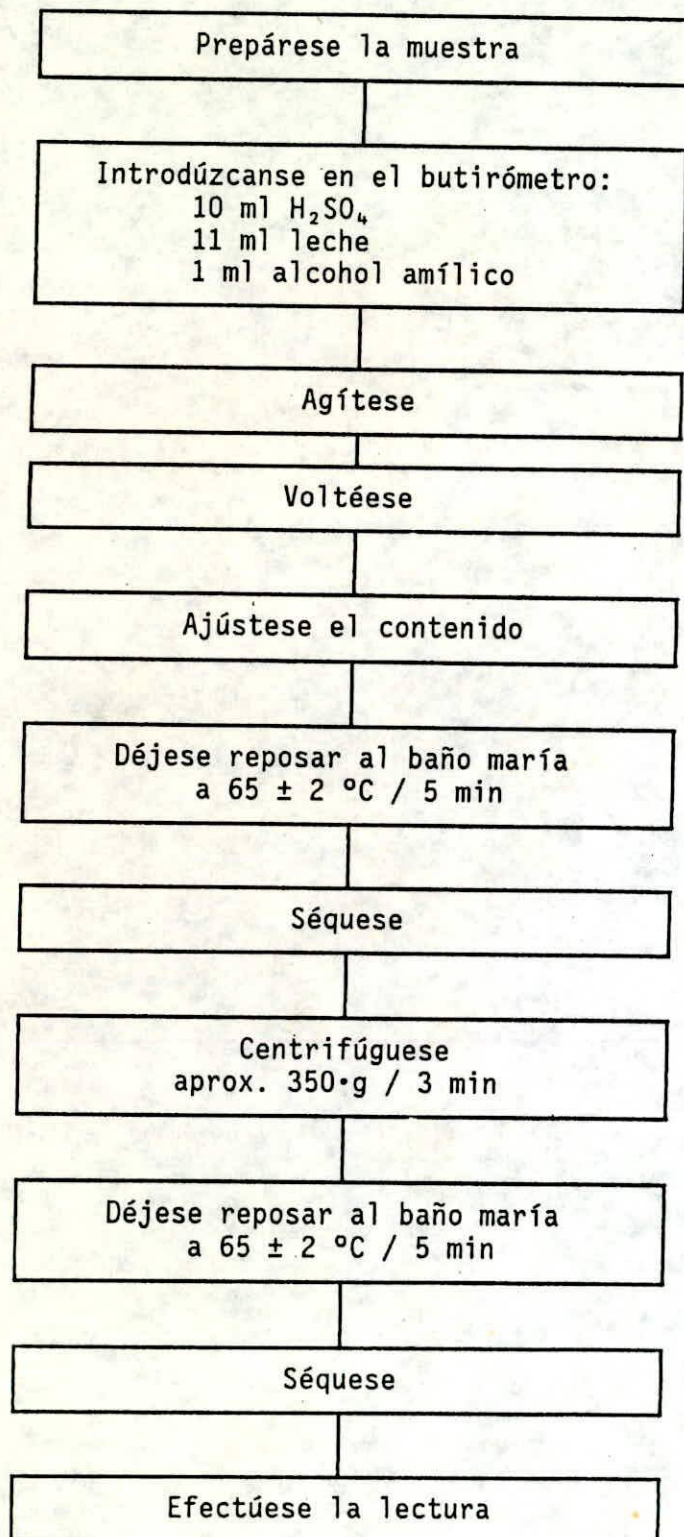 Prepárese la muestra
Introdúzcanse en el butirómetro:
10 ml H₂SO₄
11 ml leche
1 ml alcohol amílico
Agítese
Voltéese
Ajústese el contenido
Déjese reposar al baño maría
a 65 ± 2 °C / 5 min
Séquese
Centrifúguese
aprox. 350·g / 3 min
Déjese reposar al baño maría
a 65 ± 2 °C / 5 min
Séquese
Efectúese la lectura